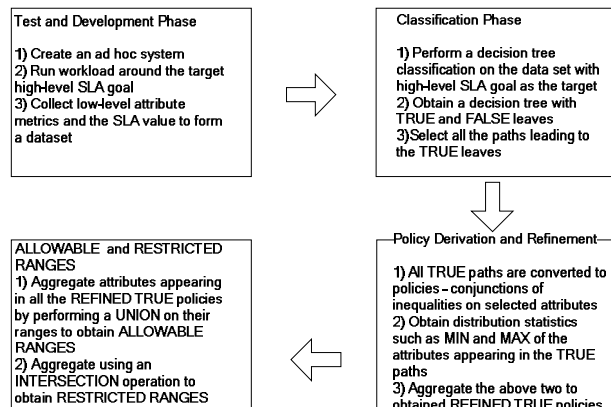 Test and Development Phase
1) Create an ad hoc system
2) Run workload around the target
high-level SLA goal
3) Collect low-level attribute
metrics and the SLA value to form
a dataset
Classification Phase
1) Perform a decision tree
classification on the data set with
high-level SLA goal as the target
2) Obtain a decision tree with
TRUE and FALSE leaves
3)Select all the paths leading to
the TRUE leaves
Policy Derivation and Refinement
1) All TRUE paths are converted to
policies - conjunctions of
inequalities on selected attributes
2) Obtain distribution statistics
such as MIN and MAX of the
attributes appearing in the TRUE
paths
3) Aggregate the above two to
obtained REFINED TRUE policies
ALLOWABLE and RESTRICTED
RANGES
1) Aggregate attributes appearing
in all the REFINED TRUE policies
by performing a UNION on their
ranges to obtain ALLOWABLE
RANGES
2) Aggregate using an
INTERSECTION operation to
obtain RESTRICTED RANGES